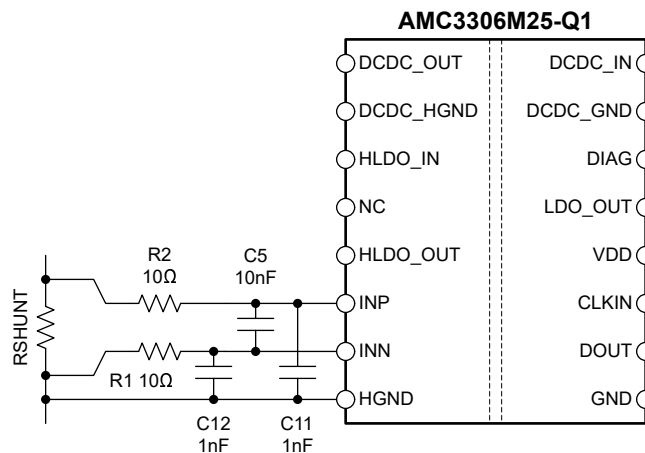 AMC3306M25-Q1
DCDC_OUT
DCDC_IN
DCDC_HGND
DCDC_GND
HLDO_IN
DIAG
NC
LDO_OUT
HLDO_OUT
VDD
R2
10Ω
C5
10nF
INP
CLKIN
RSHUNT
INN
DOUT
R1 10Ω
HGND
GND
C12
1nF
C11
1nF